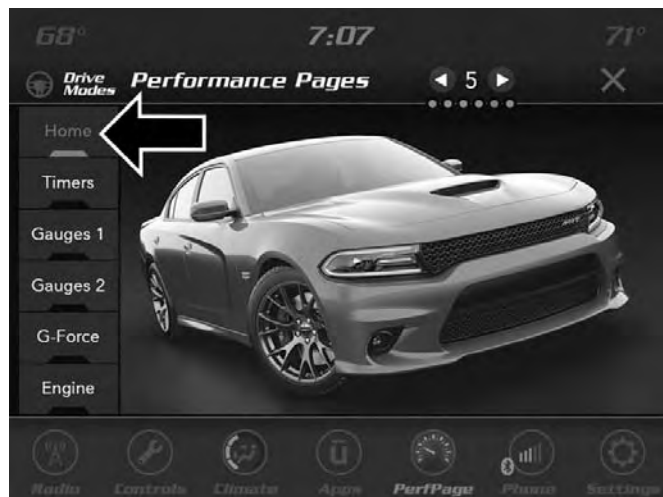 68° 7:07 71°
Drive Modes Performance Pages 5
Home
Timers
Gauges 1
Gauges 2
G-Force
Engine
SRT
ū
Radio Controls Climate Apps PerfPage Phone Settings